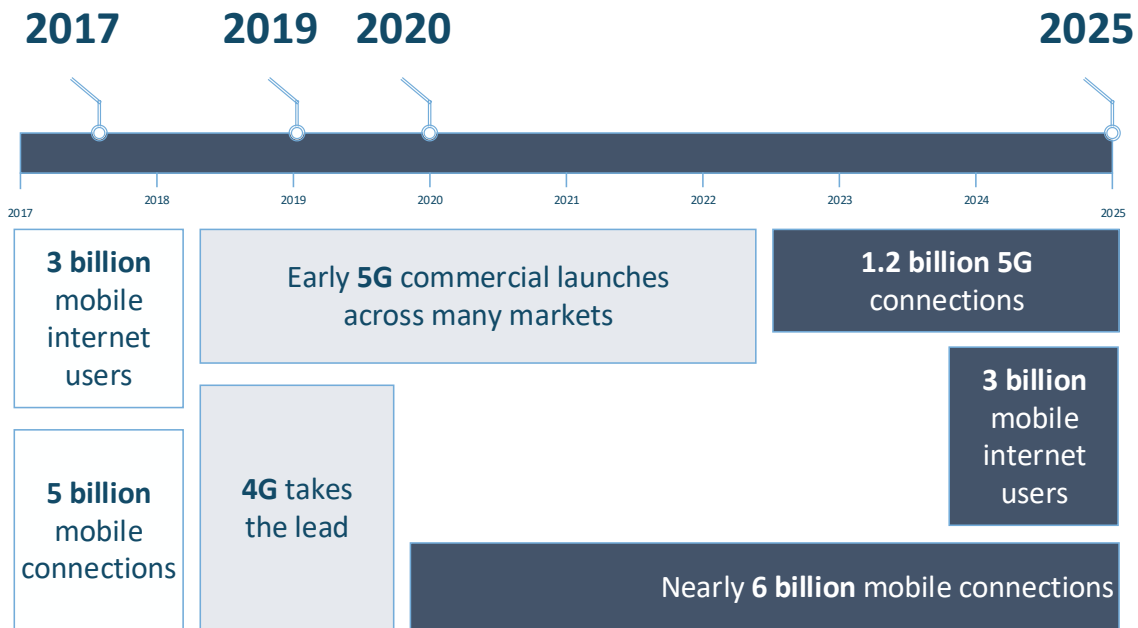 2017
2019
2020
2025
2017
2018
2019
2020
2021
2022
2023
2024
2025
3 billion
mobile
internet
users
Early 5G commercial launches
across many markets
1.2 billion 5G
connections
3 billion
mobile
internet
users
5 billion
mobile
connections
4G takes
the lead
Nearly 6 billion mobile connections